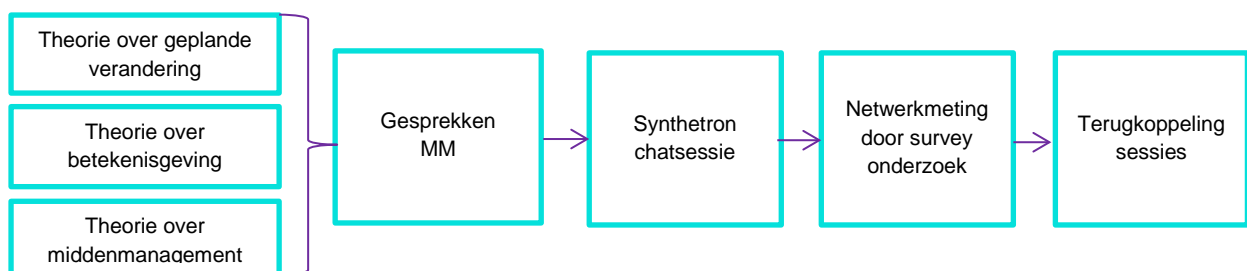 Theorie over geplande
verandering
Theorie over
betekenisgeving
Theorie over
middenmanagement
Gesprekken
MM
Synthetron
chatsessie
Netwerkmeting
door survey
onderzoek
Terugkoppeling
sessies